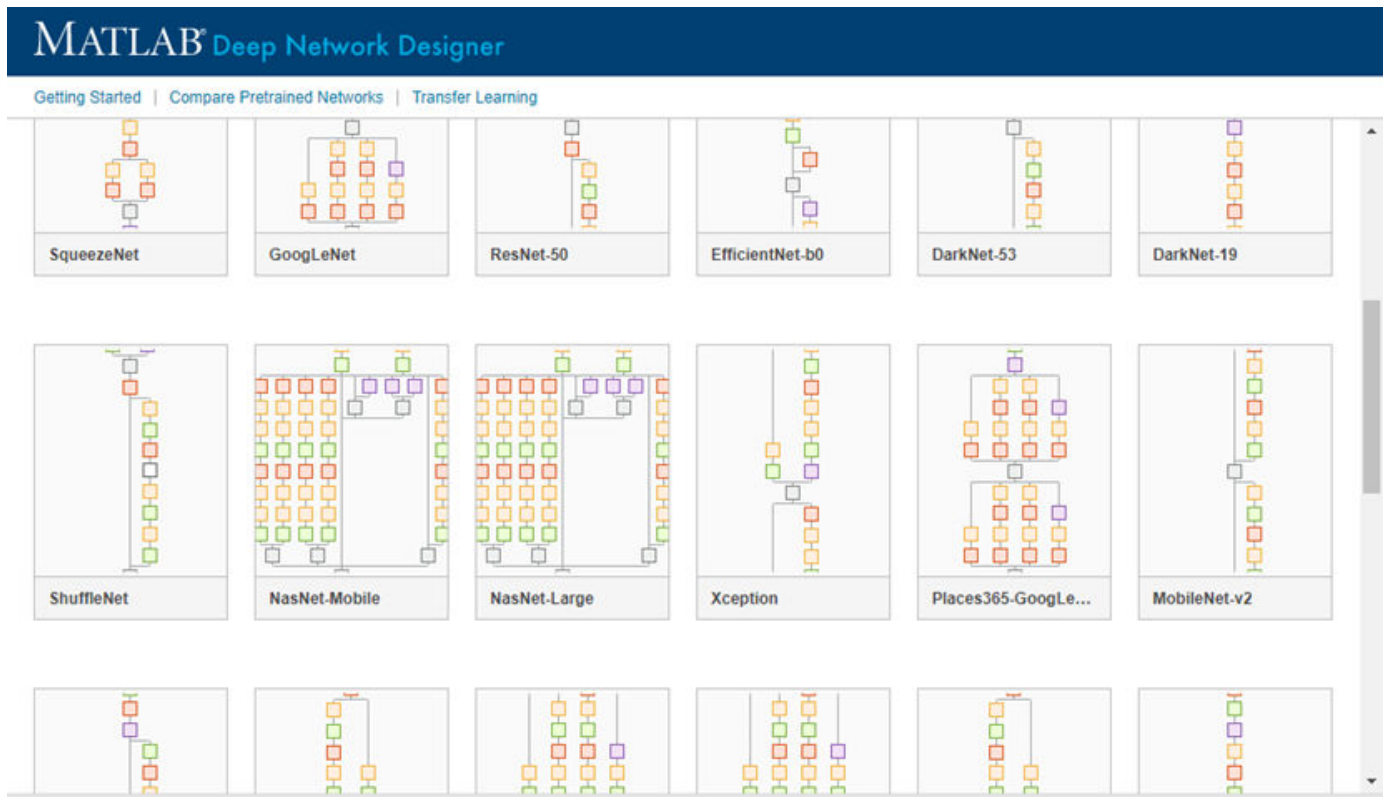 MATLAB® Deep Network Designer
Getting Started | Compare Pretrained Networks | Transfer Learning
SqueezeNet
GoogLeNet
ResNet-50
EfficientNet-b0
DarkNet-53
DarkNet-19
ShuffleNet
NasNet-Mobile
NasNet-Large
Xception
Places365-GoogLe...
MobileNet-v2